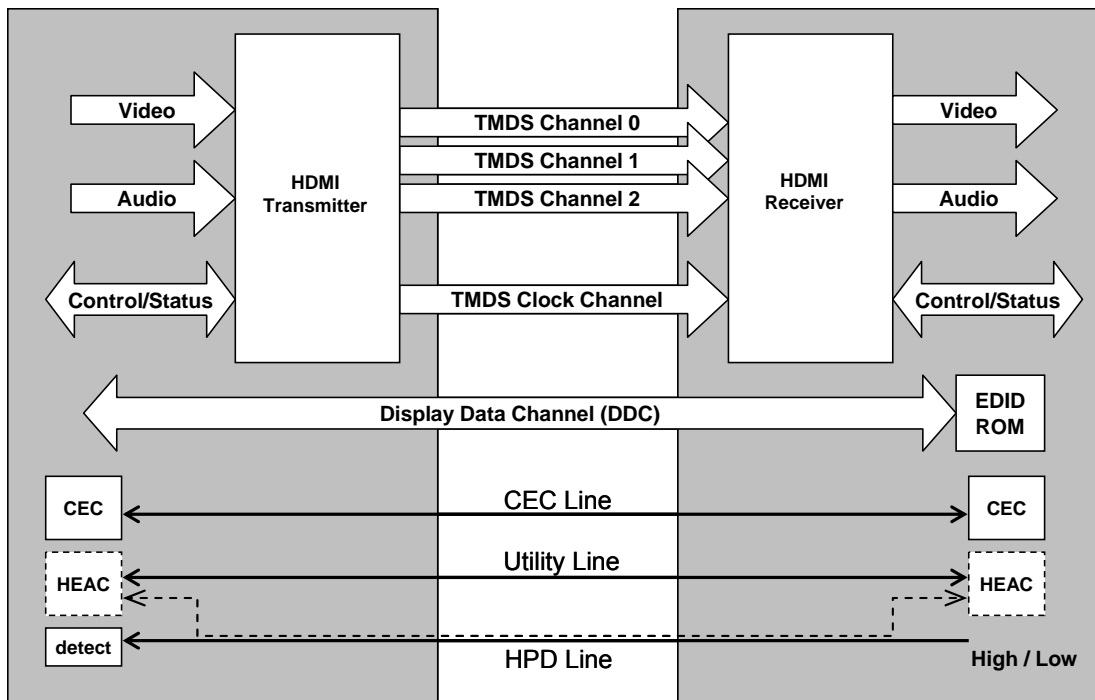 Video
TMDS Channel 0
Video
TMDS Channel 1
HDMI
Transmitter
HDMI
Receiver
Audio
TMDS Channel 2
Audio
Control/Status
TMDS Clock Channel
Control/Status
Display Data Channel (DDC)
EDID
ROM
CEC
CEC Line
CEC
HEAC
Utility Line
HEAC
detect
HPD Line
High / Low